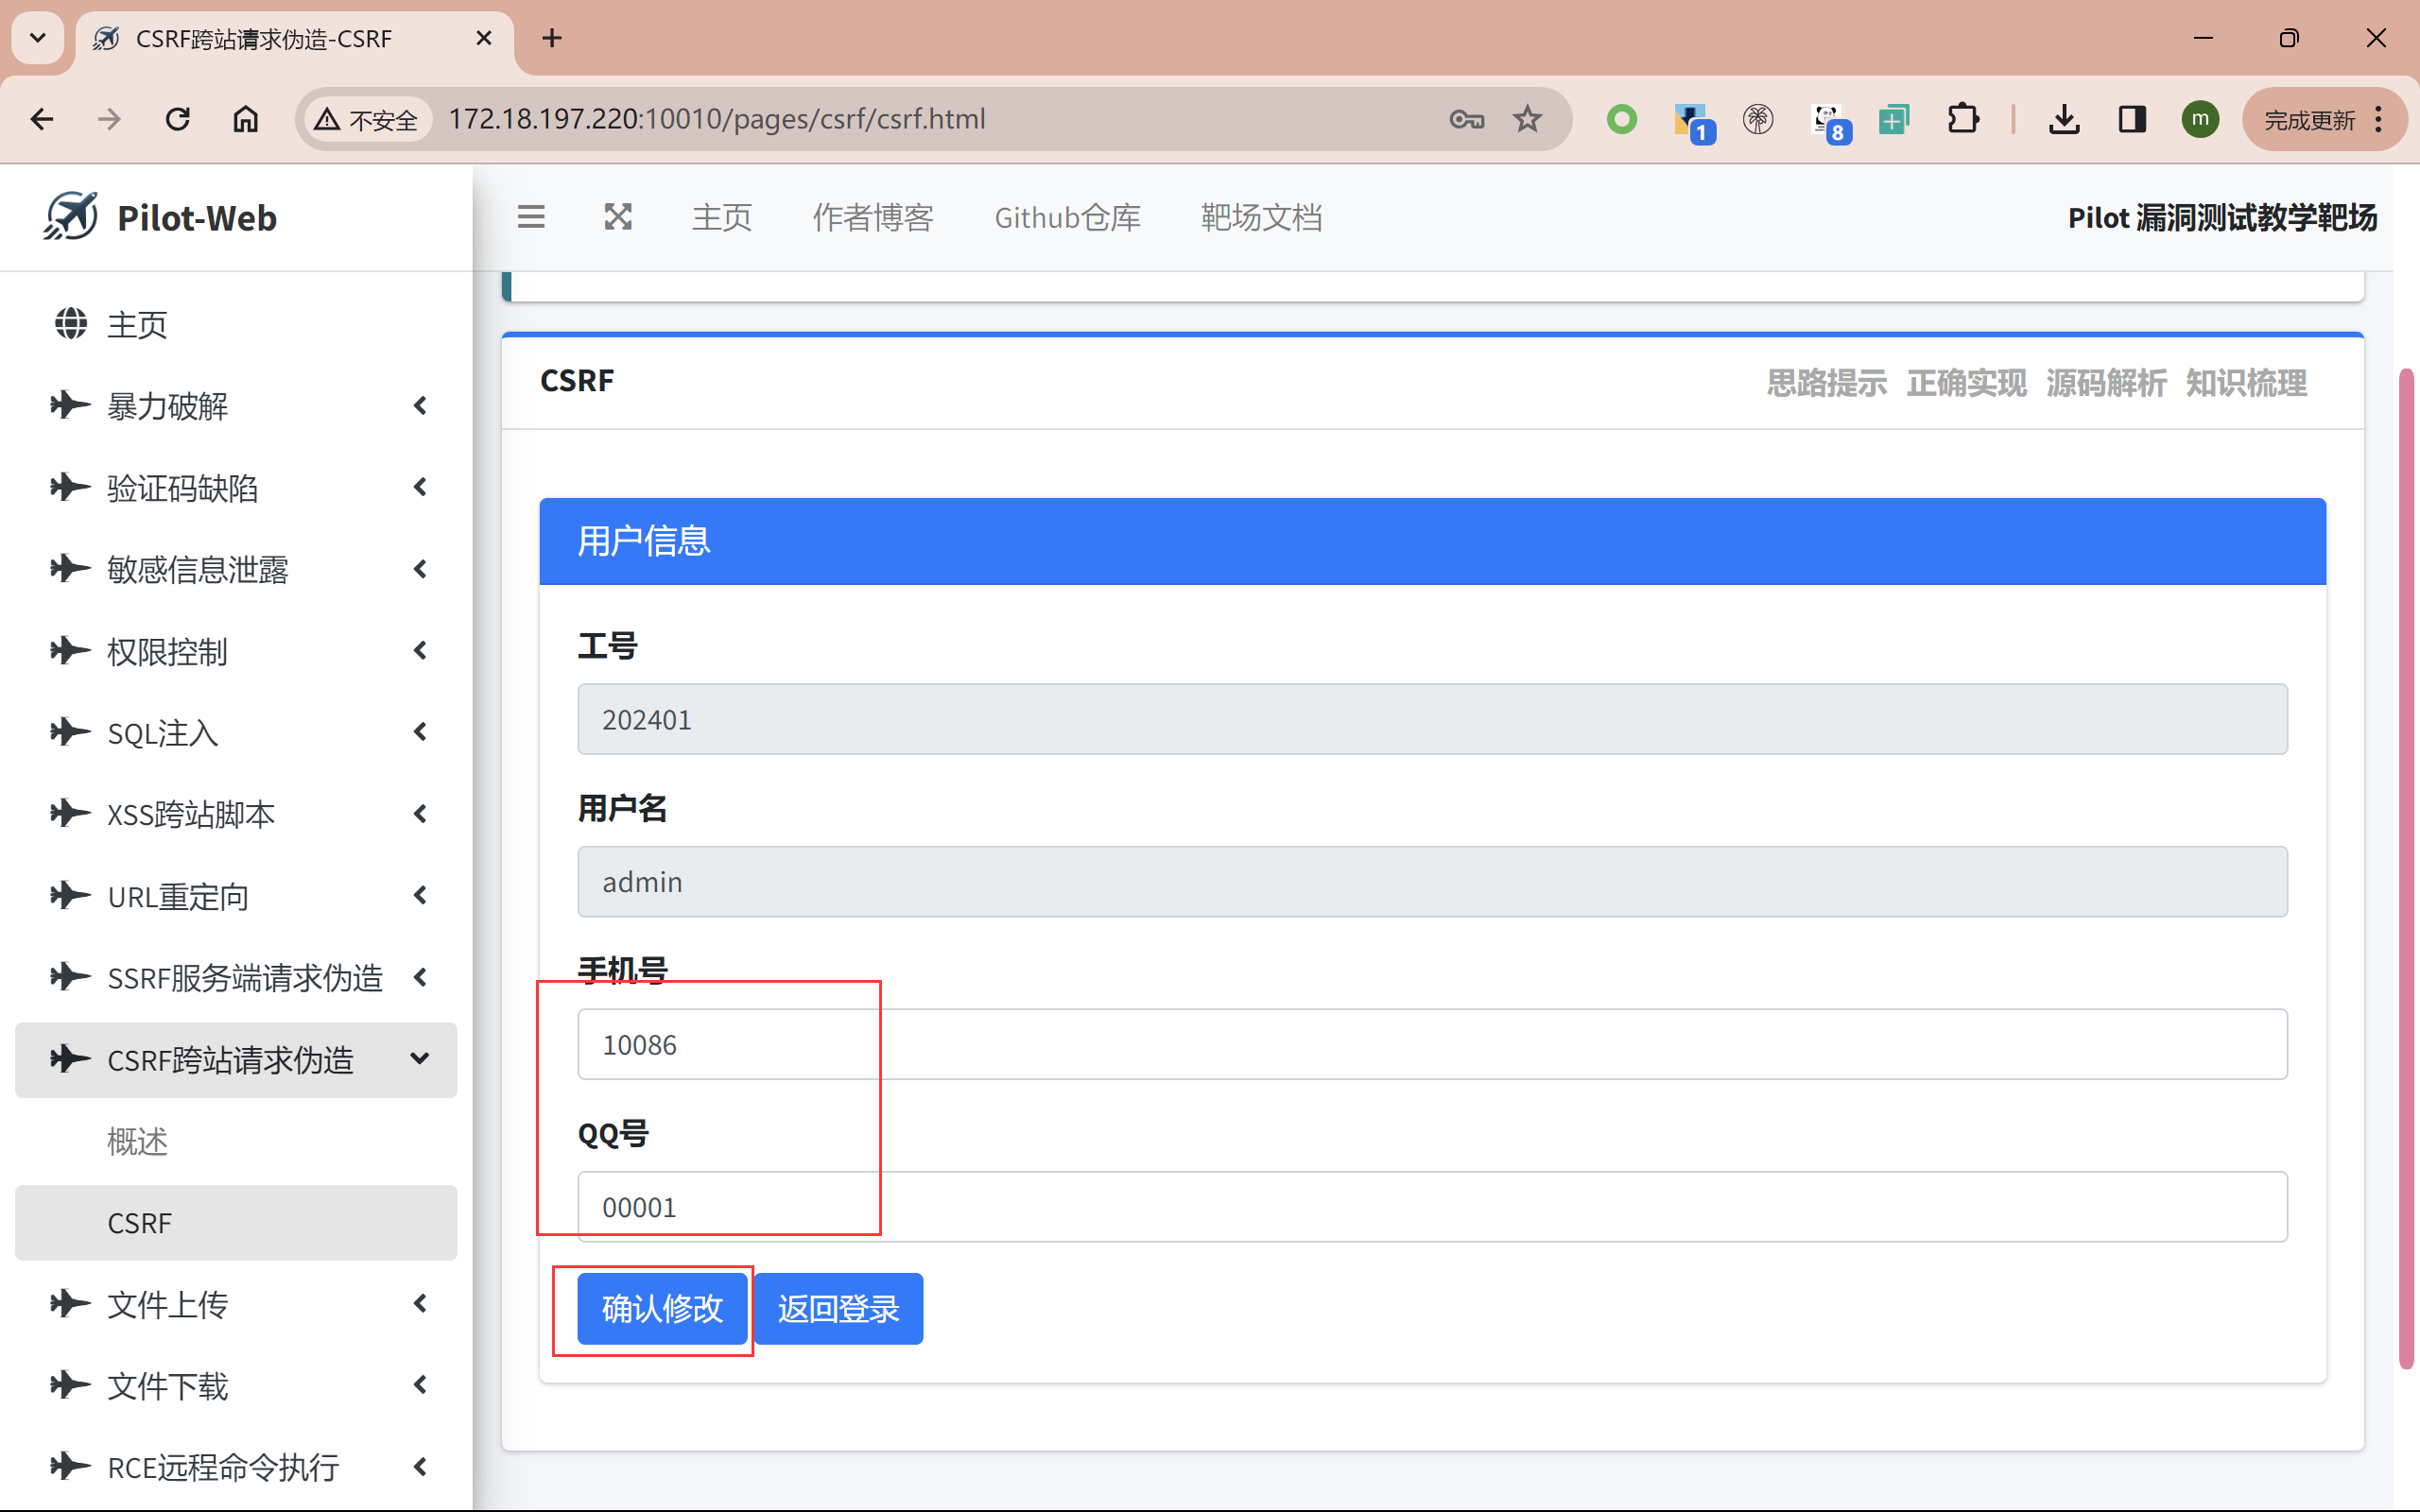 CSRF跨站请求伪造-CSRF
不安全
172.18.197.220:10010/pages/csrf/csrf.html
1
8
m
完成更新
Pilot-Web
主页
作者博客
Github仓库
靶场文档
Pilot 漏洞测试教学靶场
主页
暴力破解
验证码缺陷
敏感信息泄露
权限控制
SQL注入
XSS跨站脚本
URL重定向
SSRF服务端请求伪造
CSRF跨站请求伪造
概述
CSRF
文件上传
文件下载
RCE远程命令执行
CSRF
思路提示 正确实现 源码解析 知识梳理
用户信息
工号
202401
用户名
admin
手机号
10086
QQ号
00001
确认修改
返回登录